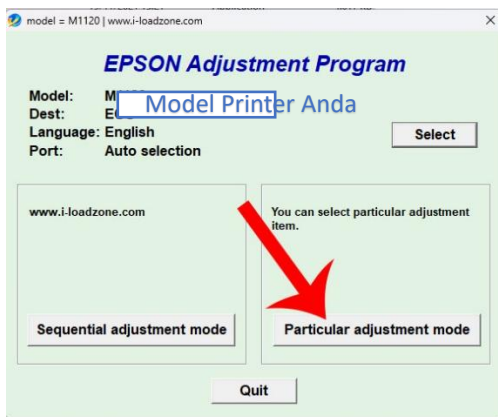 model = M1120 | www.i-loadzone.com
EPSON Adjustment Program
Model:
Model Printer Anda
Dest:
Language: English
Port: Auto selection
Select
www.i-loadzone.com
You can select particular adjustment
item.
Sequential adjustment mode
Particular adjustment mode
Quit